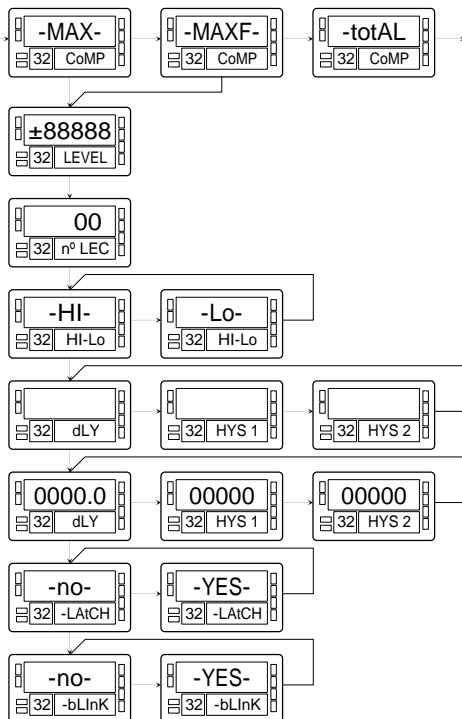 -MAX- -MAXF- -totAL
32 CoMP 32 CoMP 32 CoMP
±88888
32 LEVEL
00
32 nº LEC
-HI- -Lo-
32 HI-Lo 32 HI-Lo
32 dLY 32 HYS 1 32 HYS 2
0000.0 00000 00000
32 dLY 32 HYS 1 32 HYS 2
-no- -YES-
32 -LAtCH 32 -LAtCH
-no- -YES-
32 -bLInK 32 -bLInK